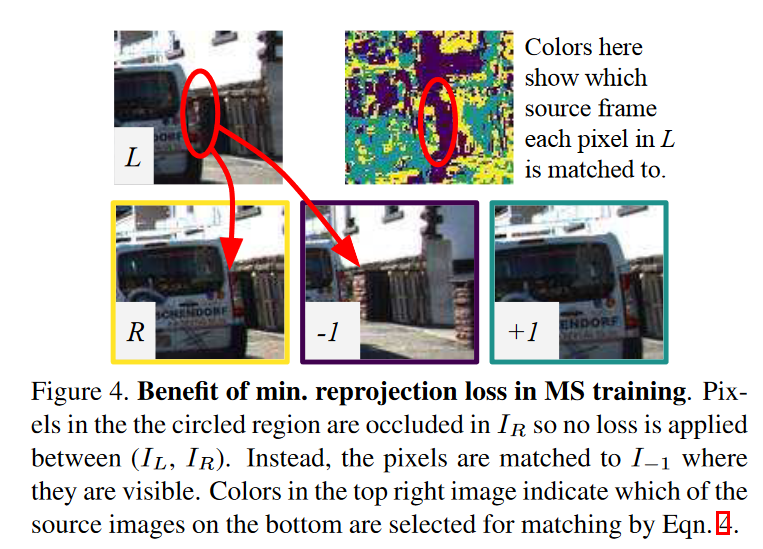 Colors here
show which
source frame
each pixel in L
is matched to.
DORF
L
CHENDORF
R
-1
ENDORF
+1
Figure 4. Benefit of min. reprojection loss in MS training. Pix-
els in the the circled region are occluded in I_R so no loss is applied
between (I_L, I_R). Instead, the pixels are matched to I_{−1} where
they are visible. Colors in the top right image indicate which of the
source images on the bottom are selected for matching by Eqn. 4.